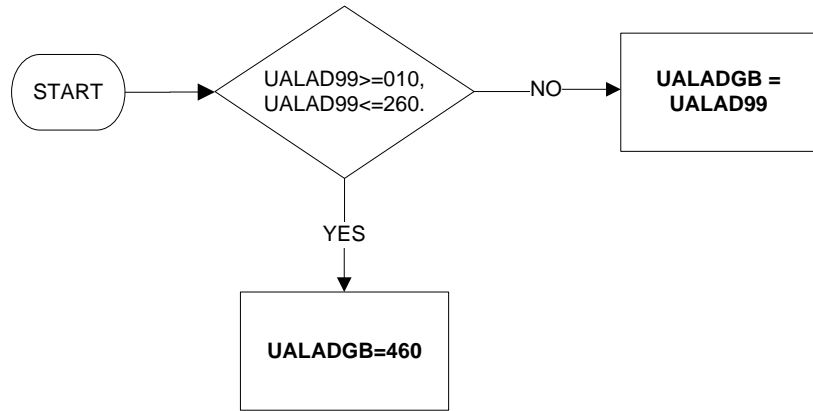 START
UALAD99>=010,
UALAD99<=260.
NO
UALADGB =
UALAD99
YES
UALADGB=460